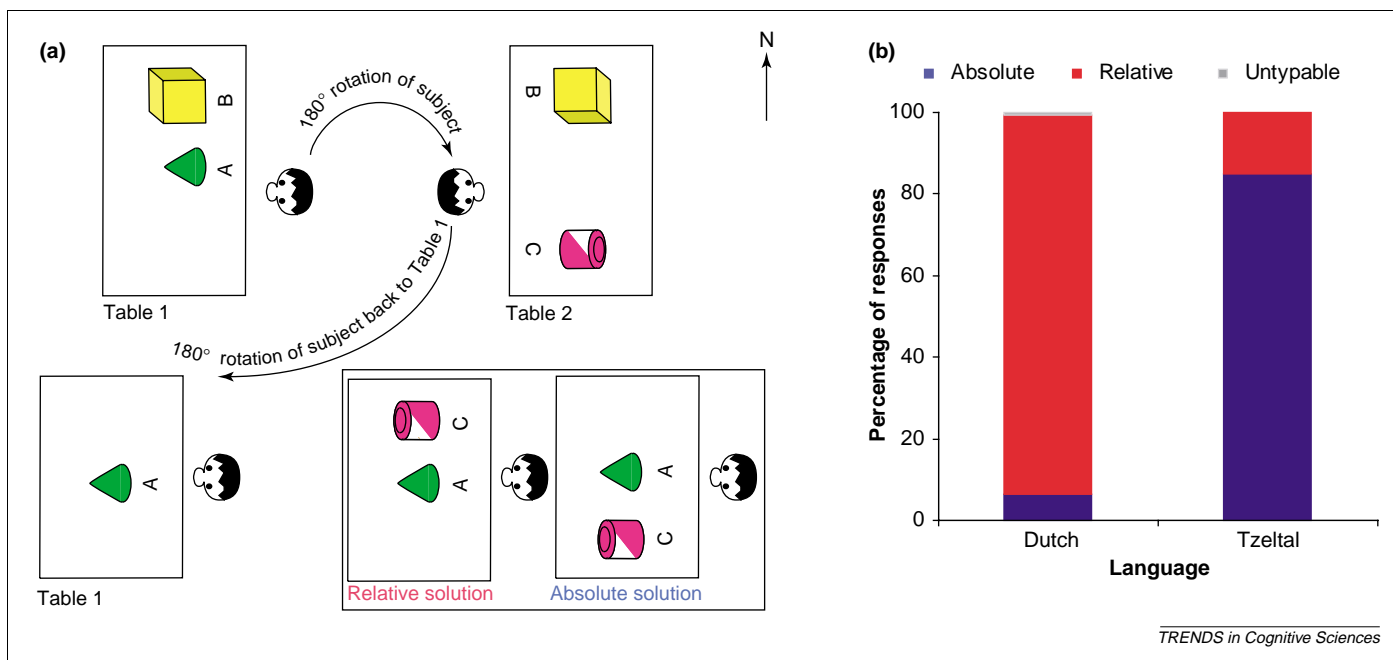 (a)
B
A
Table 1
180° rotation of subject
B
C
Table 2
N
180° rotation of subject back to Table 1
A
Table 1
C
A
Relative solution
A
C
Absolute solution
(b)
Absolute Relative Untypable
Percentage of responses
100
80
60
40
20
0
Dutch Tzeltal
Language
TRENDS in Cognitive Sciences